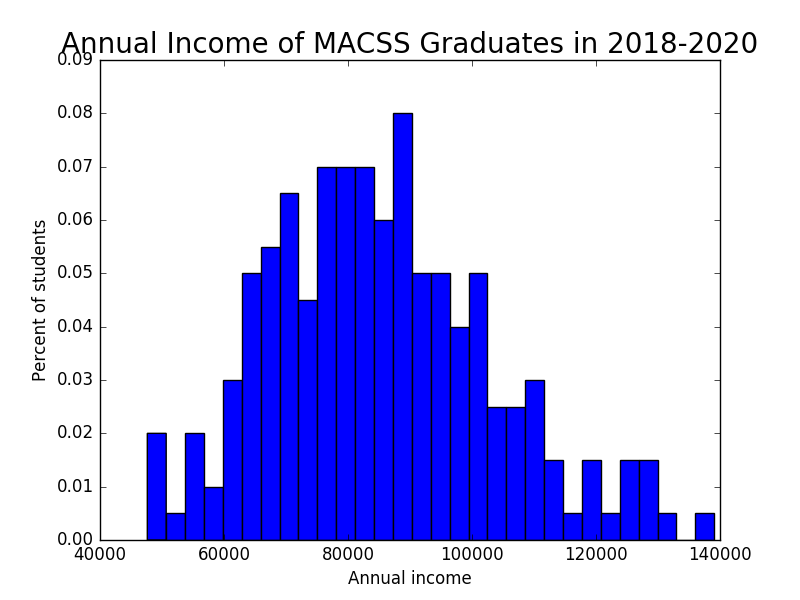 Annual Income of MACSS Graduates in 2018-2020
0.09
0.08
0.07
0.06
0.05
0.04
0.03
0.02
0.01
0.00
Percent of students
40000 60000 80000 100000 120000 140000
Annual income